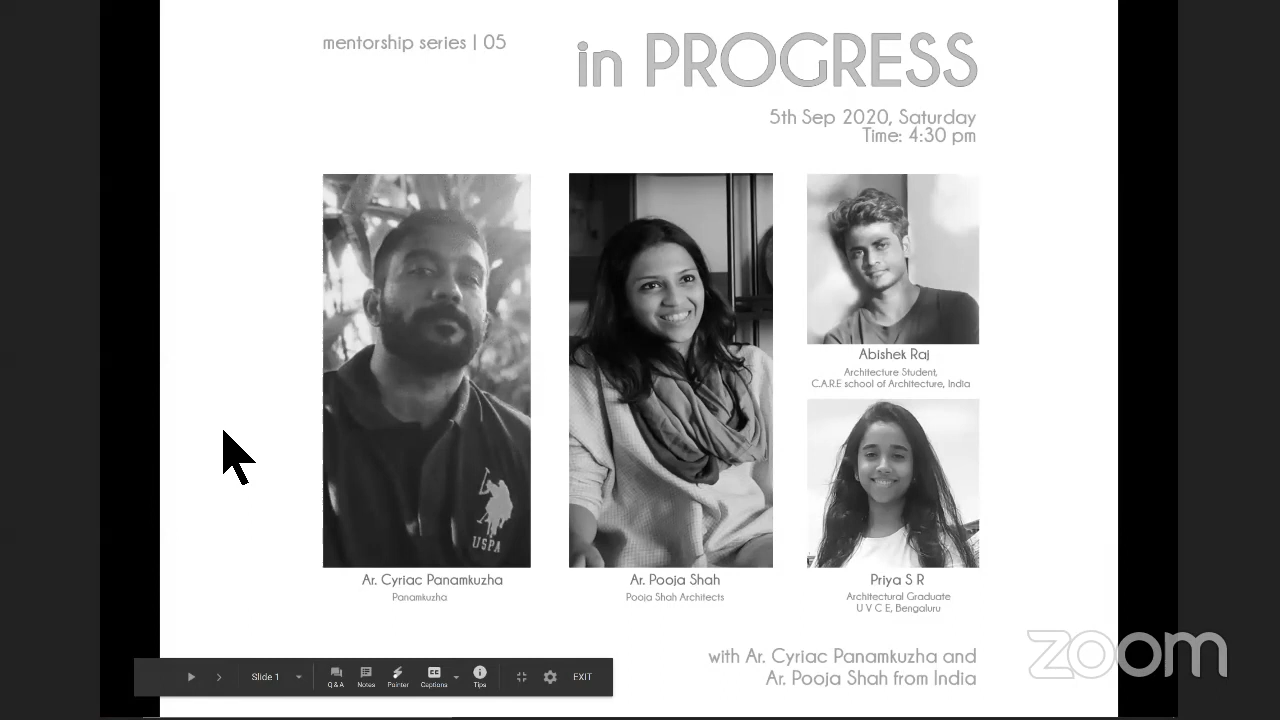 mentorship series | 05
in PROGRESS
5th Sep 2020, Saturday
Time: 4:30 pm
USPA
Abishek Raj
Architecture Student,
C.A.R.E school of Architecture, India
Ar. Cyriac Panamkuzha
Panamkuzha
Ar. Pooja Shah
Pooja Shah Architects
Priya S R
Architectural Graduate
U V C E, Bengaluru
with Ar. Cyriac Panamkuzha and
Ar. Pooja Shah from India
zoom
Slide 1
Q&A
Notes
Pointer
CC
Captions
Tips
EXIT